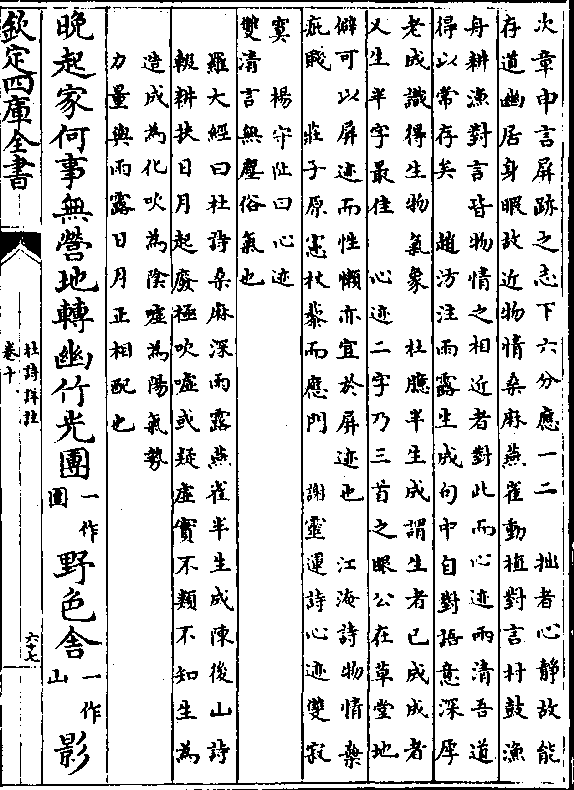 次章申言屏跡之志下六分應一二　拙者心靜故能
存道幽居身暇故近物情桑麻燕雀動植對言村鼓漁
舟耕漁對言皆物情之相近者對此而心迹兩清吾道
得以常存矣　趙汸注雨露生成句中自對語意深厚
老成識得生物氣象　杜臆半生成謂生者已成成者
又生半字最佳　心迹二字乃三首之眼公在草堂地
僻可以屏迹而性懶亦宜於屏迹也　江淹詩物情棄
疵賤　莊子原憲杖藜而應門　謝靈運詩心迹雙寂
寞　楊守阯曰心迹
雙清言無塵俗氣也
羅大經曰杜詩桑麻深雨露燕雀半生成陳後山詩
輟耕扶日月起廢極吹噓或疑虛實不類不知生為
造成為化吹為陰噓為陽氣勢
力量與雨露日月正相配也
晚起家何事無營地轉幽竹光團一作圓野色舍一作山影
欽定四庫全書
杜詩詳註
卷十
六十七